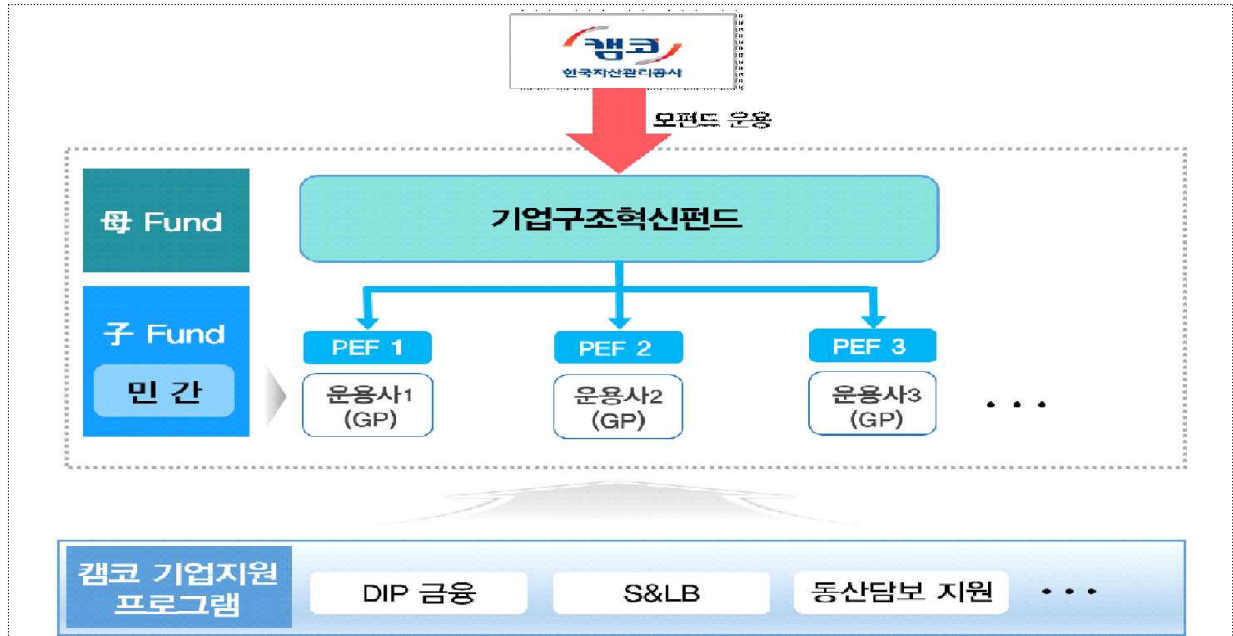 캠코
한국자산관리공사
모펀드 운용
母 Fund
기업구조혁신펀드
子 Fund
민 간
PEF 1
PEF 2
PEF 3
운용사1
(GP)
운용사2
(GP)
운용사3
(GP)
• • •
캠코 기업지원
프로그램
DIP 금융
S&LB
동산담보 지원
• • •